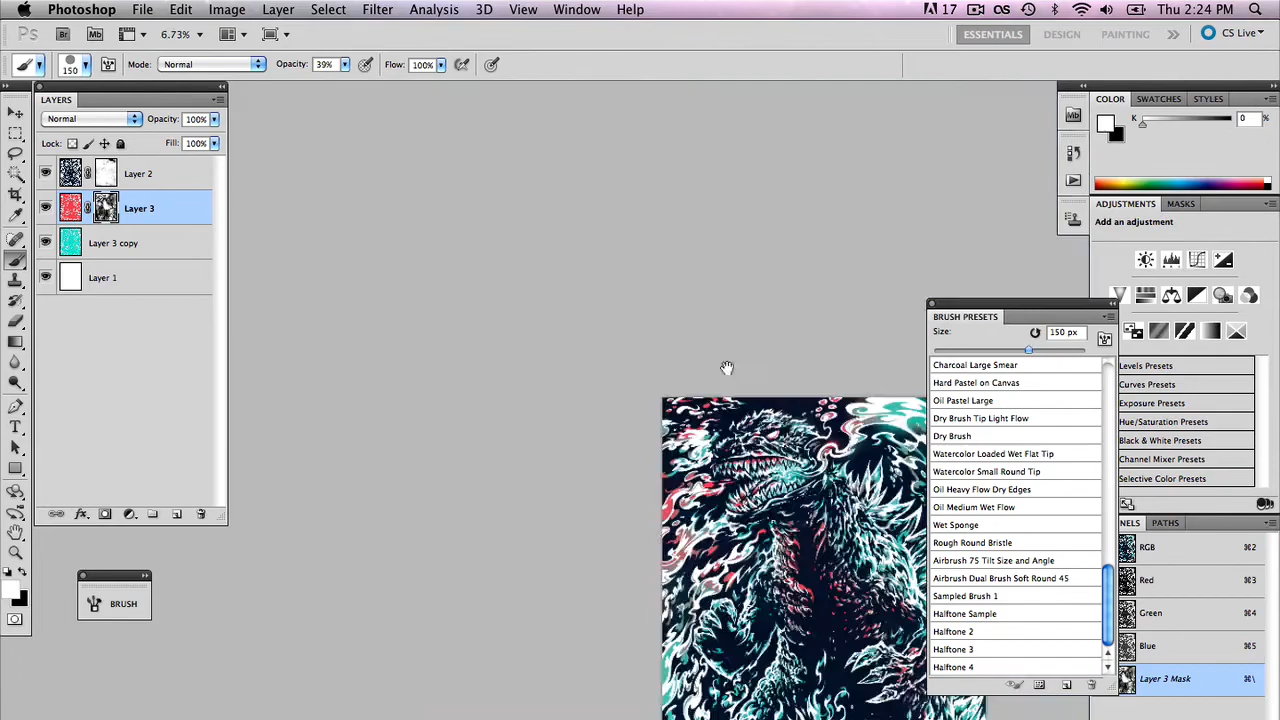 Photoshop File Edit Image Layer Select Filter Analysis 3D View Window Help 17 Thu 2:24 PM
Ps Br Mb 6.73% ESSENTIALS DESIGN PAINTING CS Live
150 Mode: Normal Opacity: 39% Flow: 100%
LAYERS
Normal Opacity: 100%
Lock: Fill: 100%
Layer 2
Layer 3
Layer 3 copy
Layer 1
fx
BRUSH
T
Mb
COLOR SWATCHES STYLES
K 0 %
ADJUSTMENTS MASKS
Add an adjustment
BRUSH PRESETS
Size: 150 px
Charcoal Large Smear
Hard Pastel on Canvas
Oil Pastel Large
Dry Brush Tip Light Flow
Dry Brush
Watercolor Loaded Wet Flat Tip
Watercolor Small Round Tip
Oil Heavy Flow Dry Edges
Oil Medium Wet Flow
Wet Sponge
Rough Round Bristle
Airbrush 75 Tilt Size and Angle
Airbrush Dual Brush Soft Round 45
Sampled Brush 1
Halftone Sample
Halftone 2
Halftone 3
Halftone 4
Levels Presets
Curves Presets
Exposure Presets
Hue/Saturation Presets
Black & White Presets
Channel Mixer Presets
Selective Color Presets
NELS PATHS
RGB ⌘2
Red ⌘3
Green ⌘4
Blue ⌘5
Layer 3 Mask ⌘\